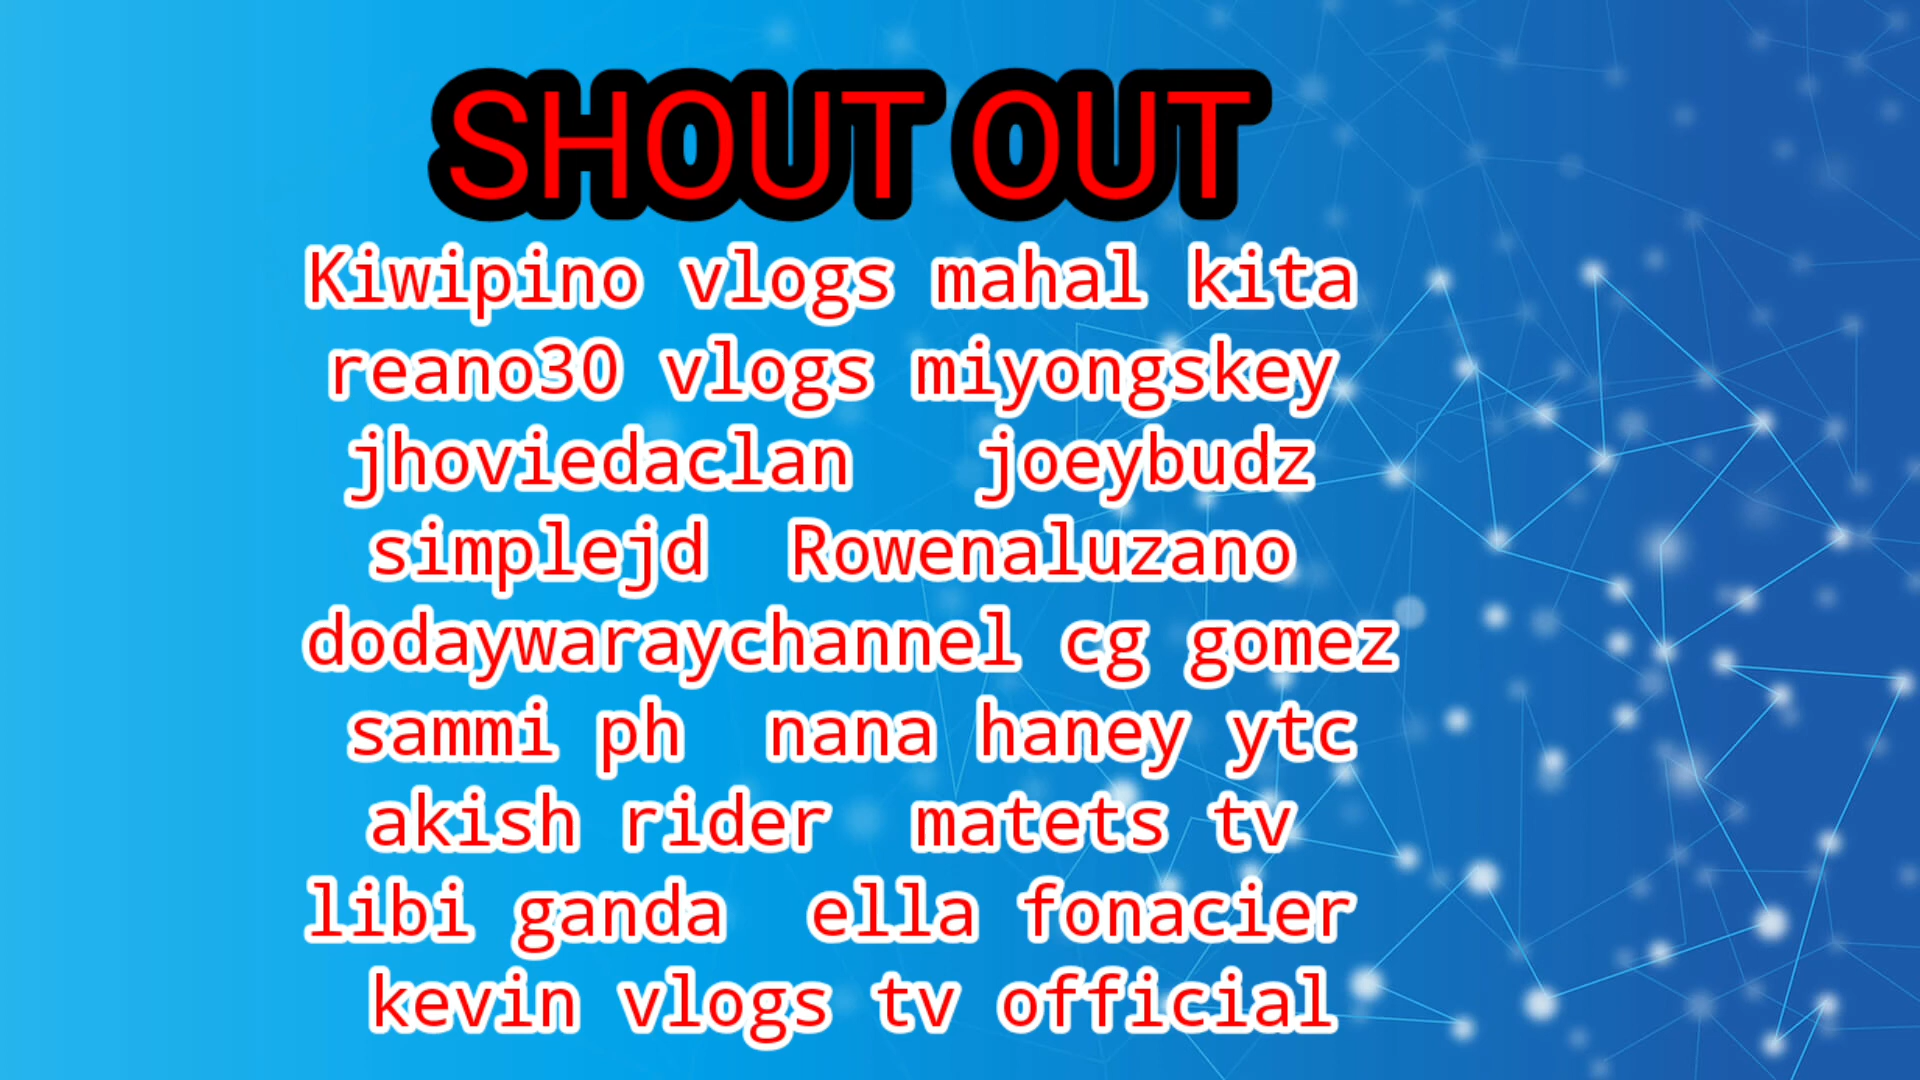 SHOUT OUT
Kiwipino vlogs mahal kita
reano30 vlogs miyongskey
jhoviedaclan joeybudz
simplejd Rowenaluzano
dodaywaraychannel cg gomez
sammi ph nana haney ytc
akish rider matets tv
libi ganda ella fonacier
kevin vlogs tv official